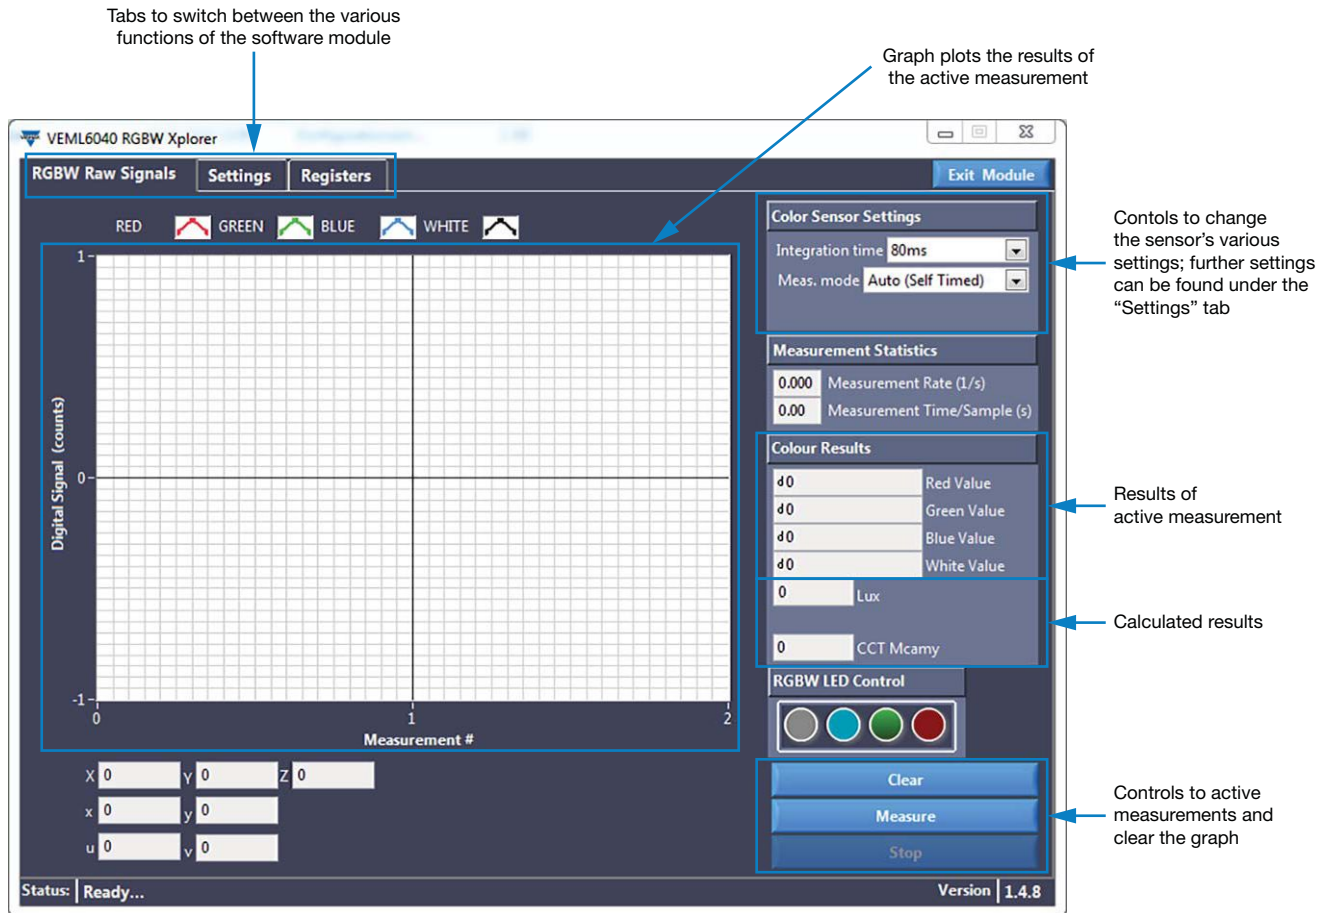 Tabs to switch between the various
functions of the software module
Graph plots the results of
the active measurement
VEML6040 RGBW Xplorer
RGBW Raw Signals
Settings
Registers
Exit Module
RED
GREEN
BLUE
WHITE
1
0
-1
Digital Signal (counts)
0
1
2
Measurement #
Color Sensor Settings
Integration time 80ms
Meas. mode Auto (Self Timed)
Contols to change
the sensor's various
settings; further settings
can be found under the
“Settings” tab
Measurement Statistics
0.000 Measurement Rate (1/s)
0.00 Measurement Time/Sample (s)
Colour Results
d 0 Red Value
d 0 Green Value
d 0 Blue Value
d 0 White Value
Results of
active measurement
0 Lux
0 CCT Mcamy
Calculated results
RGBW LED Control
X 0 Y 0 Z 0
x 0 y 0
u 0 v 0
Clear
Measure
Stop
Controls to active
measurements and
clear the graph
Status: Ready...
Version 1.4.8